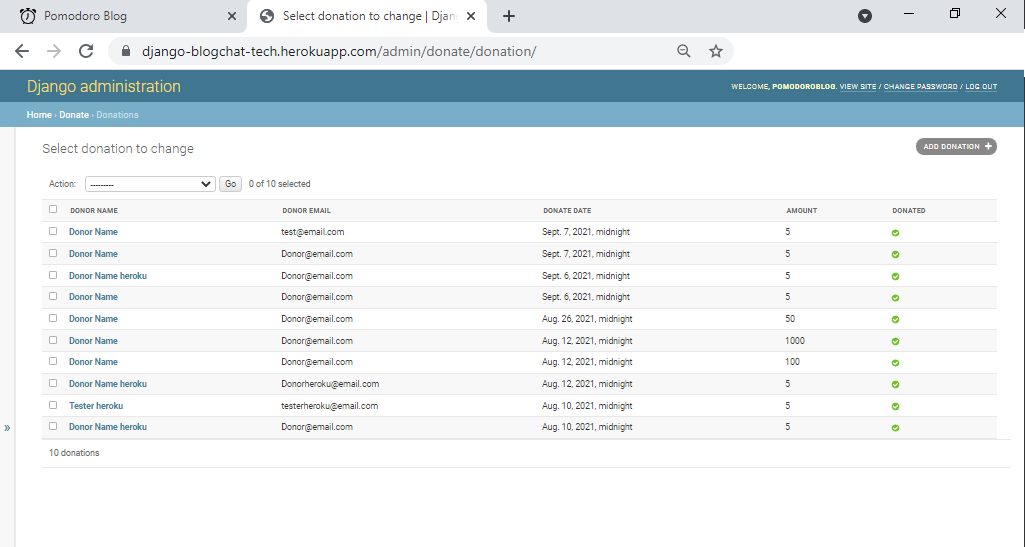 Pomodoro Blog
Select donation to change | Djan
django-blogchat-tech.herokuapp.com/admin/donate/donation/
Django administration
WELCOME, POMODOROBLOG. VIEW SITE / CHANGE PASSWORD / LOG OUT
Home › Donate › Donations
Select donation to change
ADD DONATION +
Action: --------- Go 0 of 10 selected
DONOR NAME DONOR EMAIL DONATE DATE AMOUNT DONATED
Donor Name test@email.com Sept. 7, 2021, midnight 5
Donor Name Donor@email.com Sept. 7, 2021, midnight 5
Donor Name heroku Donor@email.com Sept. 6, 2021, midnight 5
Donor Name Donor@email.com Sept. 6, 2021, midnight 5
Donor Name Donor@email.com Aug. 26, 2021, midnight 50
Donor Name Donor@email.com Aug. 12, 2021, midnight 1000
Donor Name Donor@email.com Aug. 12, 2021, midnight 100
Donor Name heroku Donorheroku@email.com Aug. 12, 2021, midnight 5
Tester heroku testerheroku@email.com Aug. 10, 2021, midnight 5
Donor Name heroku Donor@email.com Aug. 10, 2021, midnight 5
»
10 donations